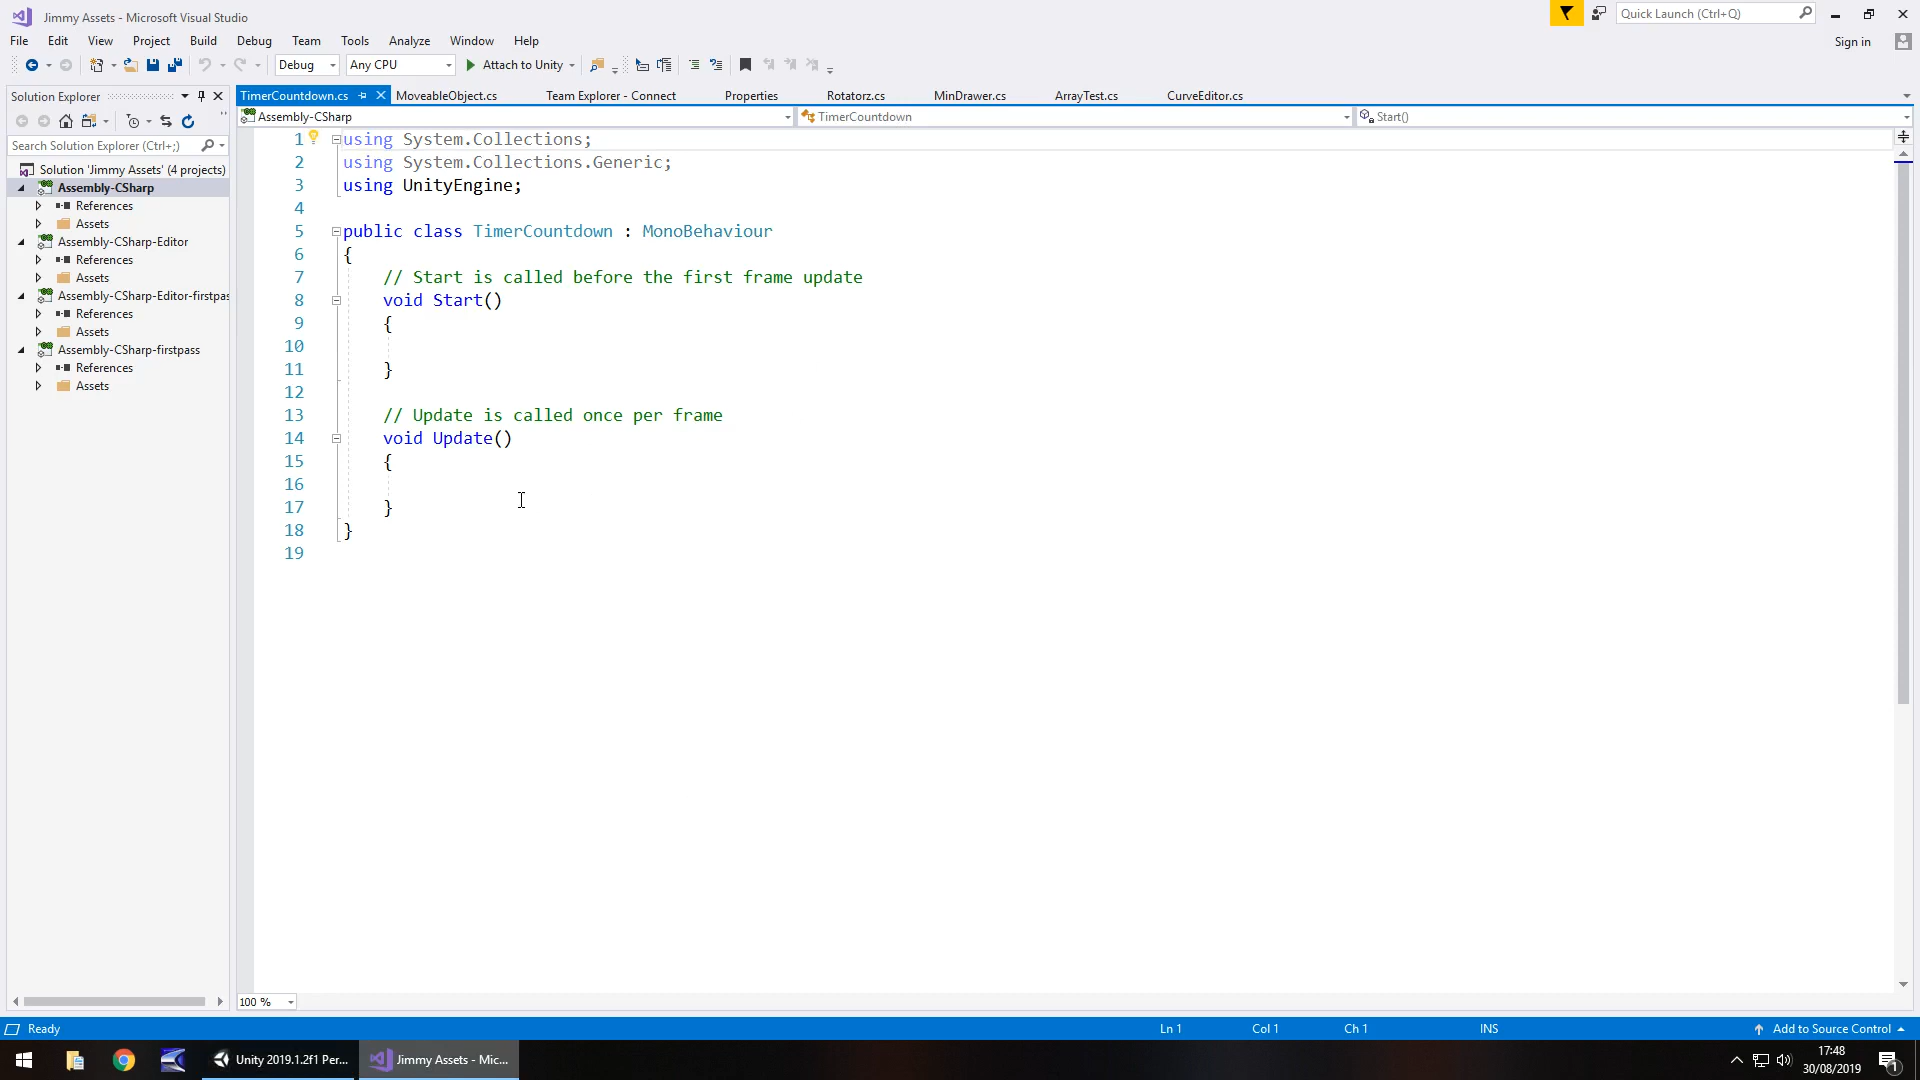 Jimmy Assets - Microsoft Visual Studio
Quick Launch (Ctrl+Q)
File Edit View Project Build Debug Team Tools Analyze Window Help
Sign in
Debug Any CPU Attach to Unity
Solution Explorer
TimerCountdown.cs MoveableObject.cs Team Explorer - Connect Properties Rotatorz.cs MinDrawer.cs ArrayTest.cs CurveEditor.cs
Assembly-CSharp TimerCountdown Start()
Search Solution Explorer (Ctrl+;)
Solution 'Jimmy Assets' (4 projects)
Assembly-CSharp
References
Assets
Assembly-CSharp-Editor
References
Assets
Assembly-CSharp-Editor-firstpas
References
Assets
Assembly-CSharp-firstpass
References
Assets
1 using System.Collections;
2 using System.Collections.Generic;
3 using UnityEngine;
4
5 public class TimerCountdown : MonoBehaviour
6 {
7 // Start is called before the first frame update
8 void Start()
9 {
10
11 }
12
13 // Update is called once per frame
14 void Update()
15 {
16
17 }
18 }
19
100 %
Ready Ln 1 Col 1 Ch 1 INS Add to Source Control
Unity 2019.1.2f1 Per... Jimmy Assets - Mic...
17:48
30/08/2019
1